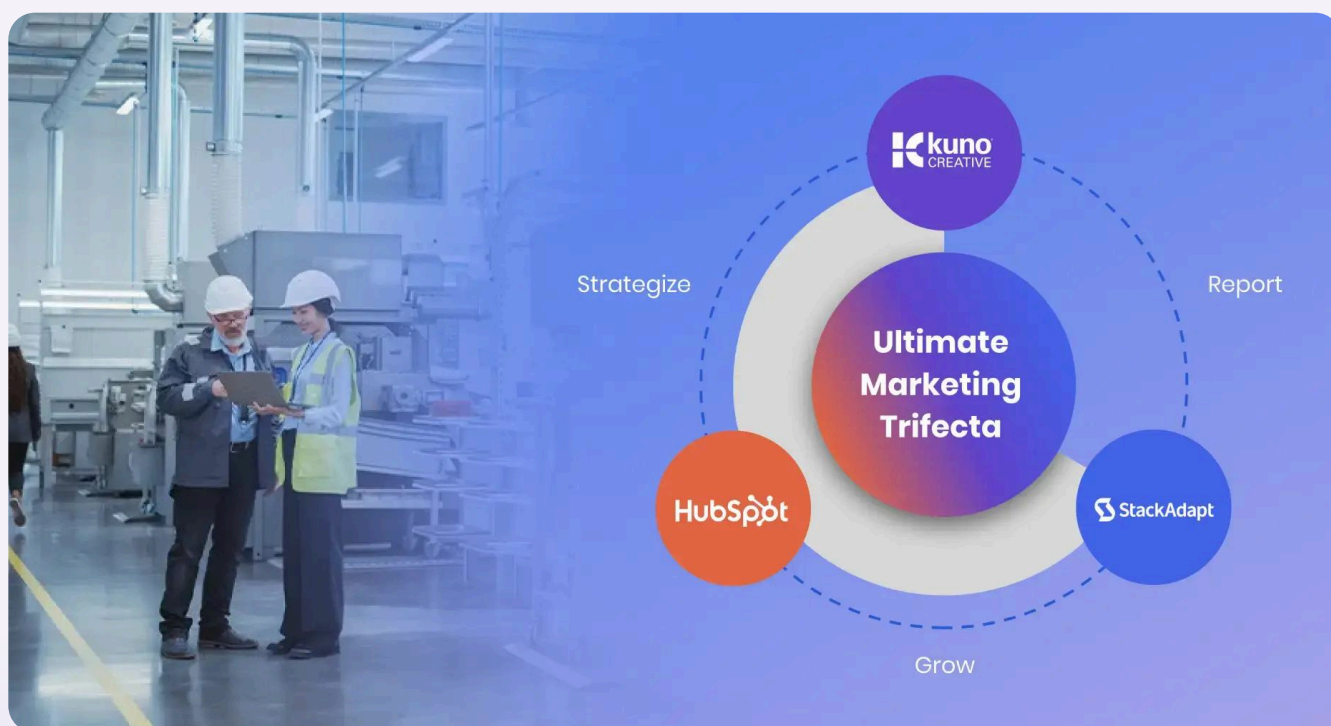 kuno
CREATIVE
Strategize
Report
Ultimate
Marketing
Trifecta
HubSpot
StackAdapt
Grow